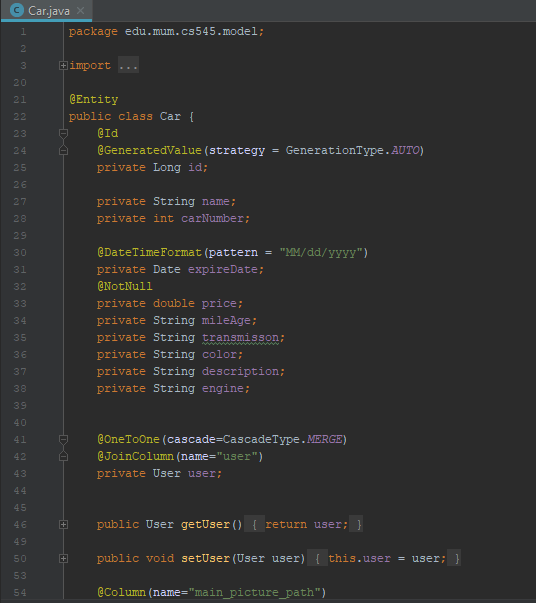 Car.java
1 package edu.mum.cs545.model;
2
3 import ...
20
21 @Entity
22 public class Car {
23 @Id
24 @GeneratedValue(strategy = GenerationType.AUTO)
25 private Long id;
26
27 private String name;
28 private int carNumber;
29
30 @DateTimeFormat(pattern = "MM/dd/yyyy")
31 private Date expireDate;
32 @NotNull
33 private double price;
34 private String mileAge;
35 private String transmisson;
36 private String color;
37 private String description;
38 private String engine;
39
40
41 @OneToOne(cascade=CascadeType.MERGE)
42 @JoinColumn(name="user")
43 private User user;
44
45
46 public User getUser() { return user; }
49
50 public void setUser(User user) { this.user = user; }
53
54 @Column(name="main_picture_path")